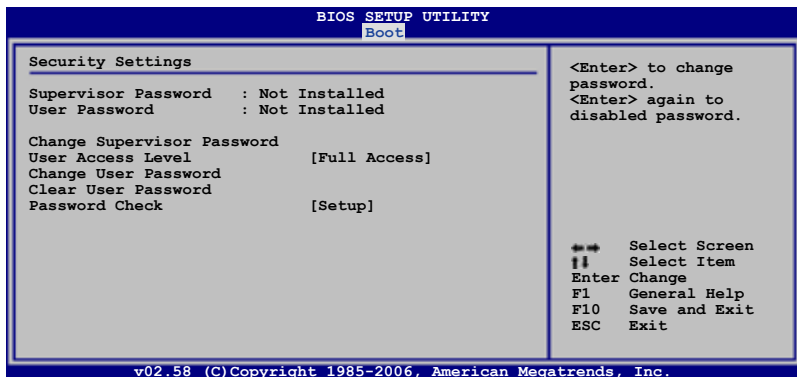 BIOS SETUP UTILITY
Boot
Security Settings
Supervisor Password : Not Installed
User Password : Not Installed
Change Supervisor Password
User Access Level [Full Access]
Change User Password
Clear User Password
Password Check [Setup]
<Enter> to change
password.
<Enter> again to
disabled password.
←→ Select Screen
↑↓ Select Item
Enter Change
F1 General Help
F10 Save and Exit
ESC Exit
v02.58 (C)Copyright 1985-2006, American Megatrends, Inc.